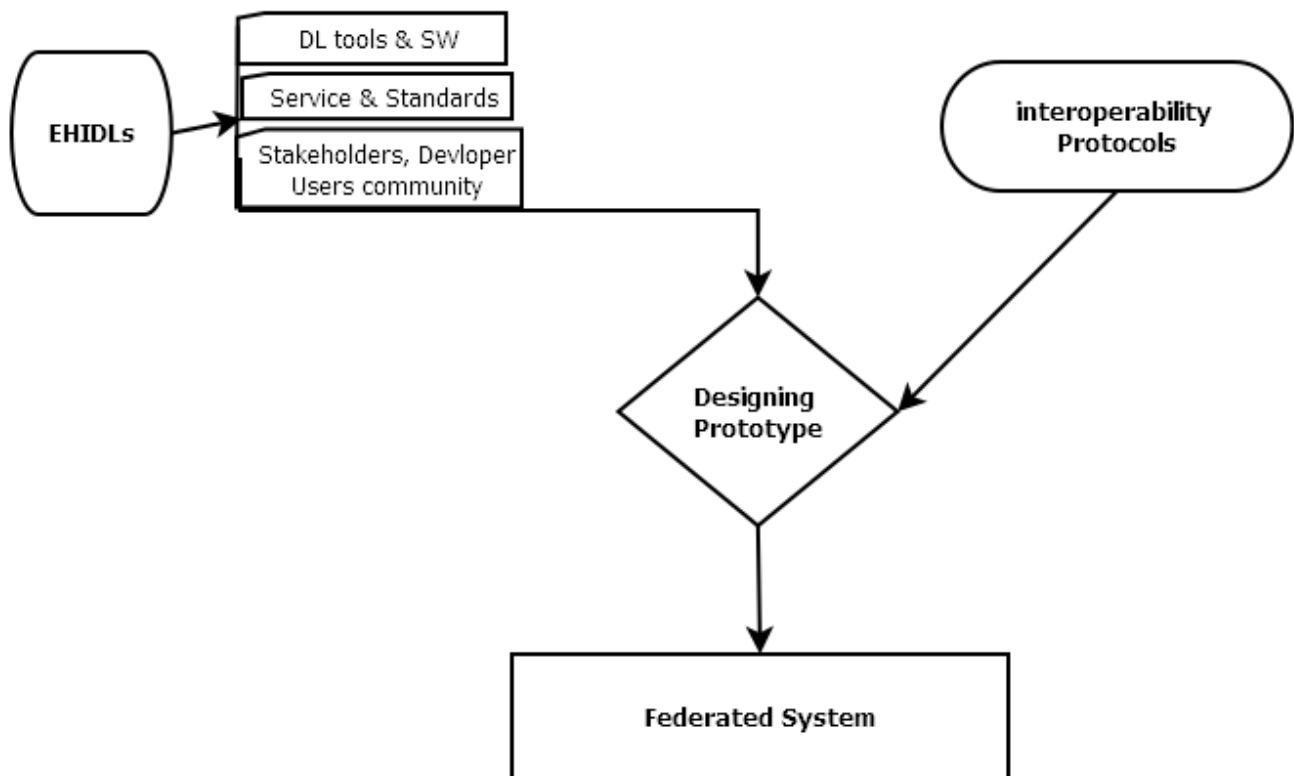 DL tools & SW
EHIDLs
Service & Standards
Stakeholders, Devloper
Users community
interoperability
Protocols
Designing
Prototype
Federated System